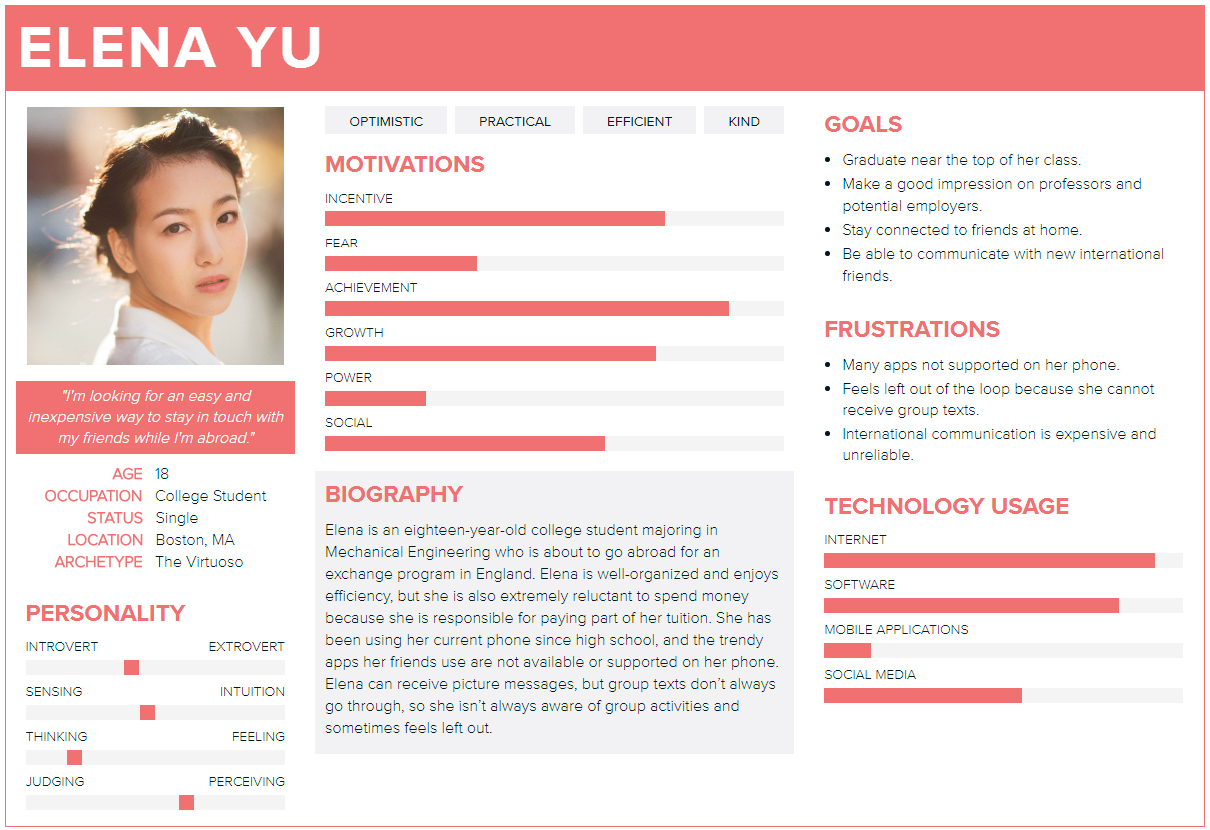 ELENA YU
"I'm looking for an easy and
inexpensive way to stay in touch with
my friends while I'm abroad."
AGE 18
OCCUPATION College Student
STATUS Single
LOCATION Boston, MA
ARCHETYPE The Virtuoso
PERSONALITY
INTROVERT EXTROVERT
SENSING INTUITION
THINKING FEELING
JUDGING PERCEIVING
OPTIMISTIC PRACTICAL EFFICIENT KIND
MOTIVATIONS
INCENTIVE
FEAR
ACHIEVEMENT
GROWTH
POWER
SOCIAL
BIOGRAPHY
Elena is an eighteen-year-old college student majoring in
Mechanical Engineering who is about to go abroad for an
exchange program in England. Elena is well-organized and enjoys
efficiency, but she is also extremely reluctant to spend money
because she is responsible for paying part of her tuition. She has
been using her current phone since high school, and the trendy
apps her friends use are not available or supported on her phone.
Elena can receive picture messages, but group texts don't always
go through, so she isn't always aware of group activities and
sometimes feels left out.
GOALS
• Graduate near the top of her class.
• Make a good impression on professors and
potential employers.
• Stay connected to friends at home.
• Be able to communicate with new international
friends.
FRUSTRATIONS
• Many apps not supported on her phone.
• Feels left out of the loop because she cannot
receive group texts.
• International communication is expensive and
unreliable.
TECHNOLOGY USAGE
INTERNET
SOFTWARE
MOBILE APPLICATIONS
SOCIAL MEDIA